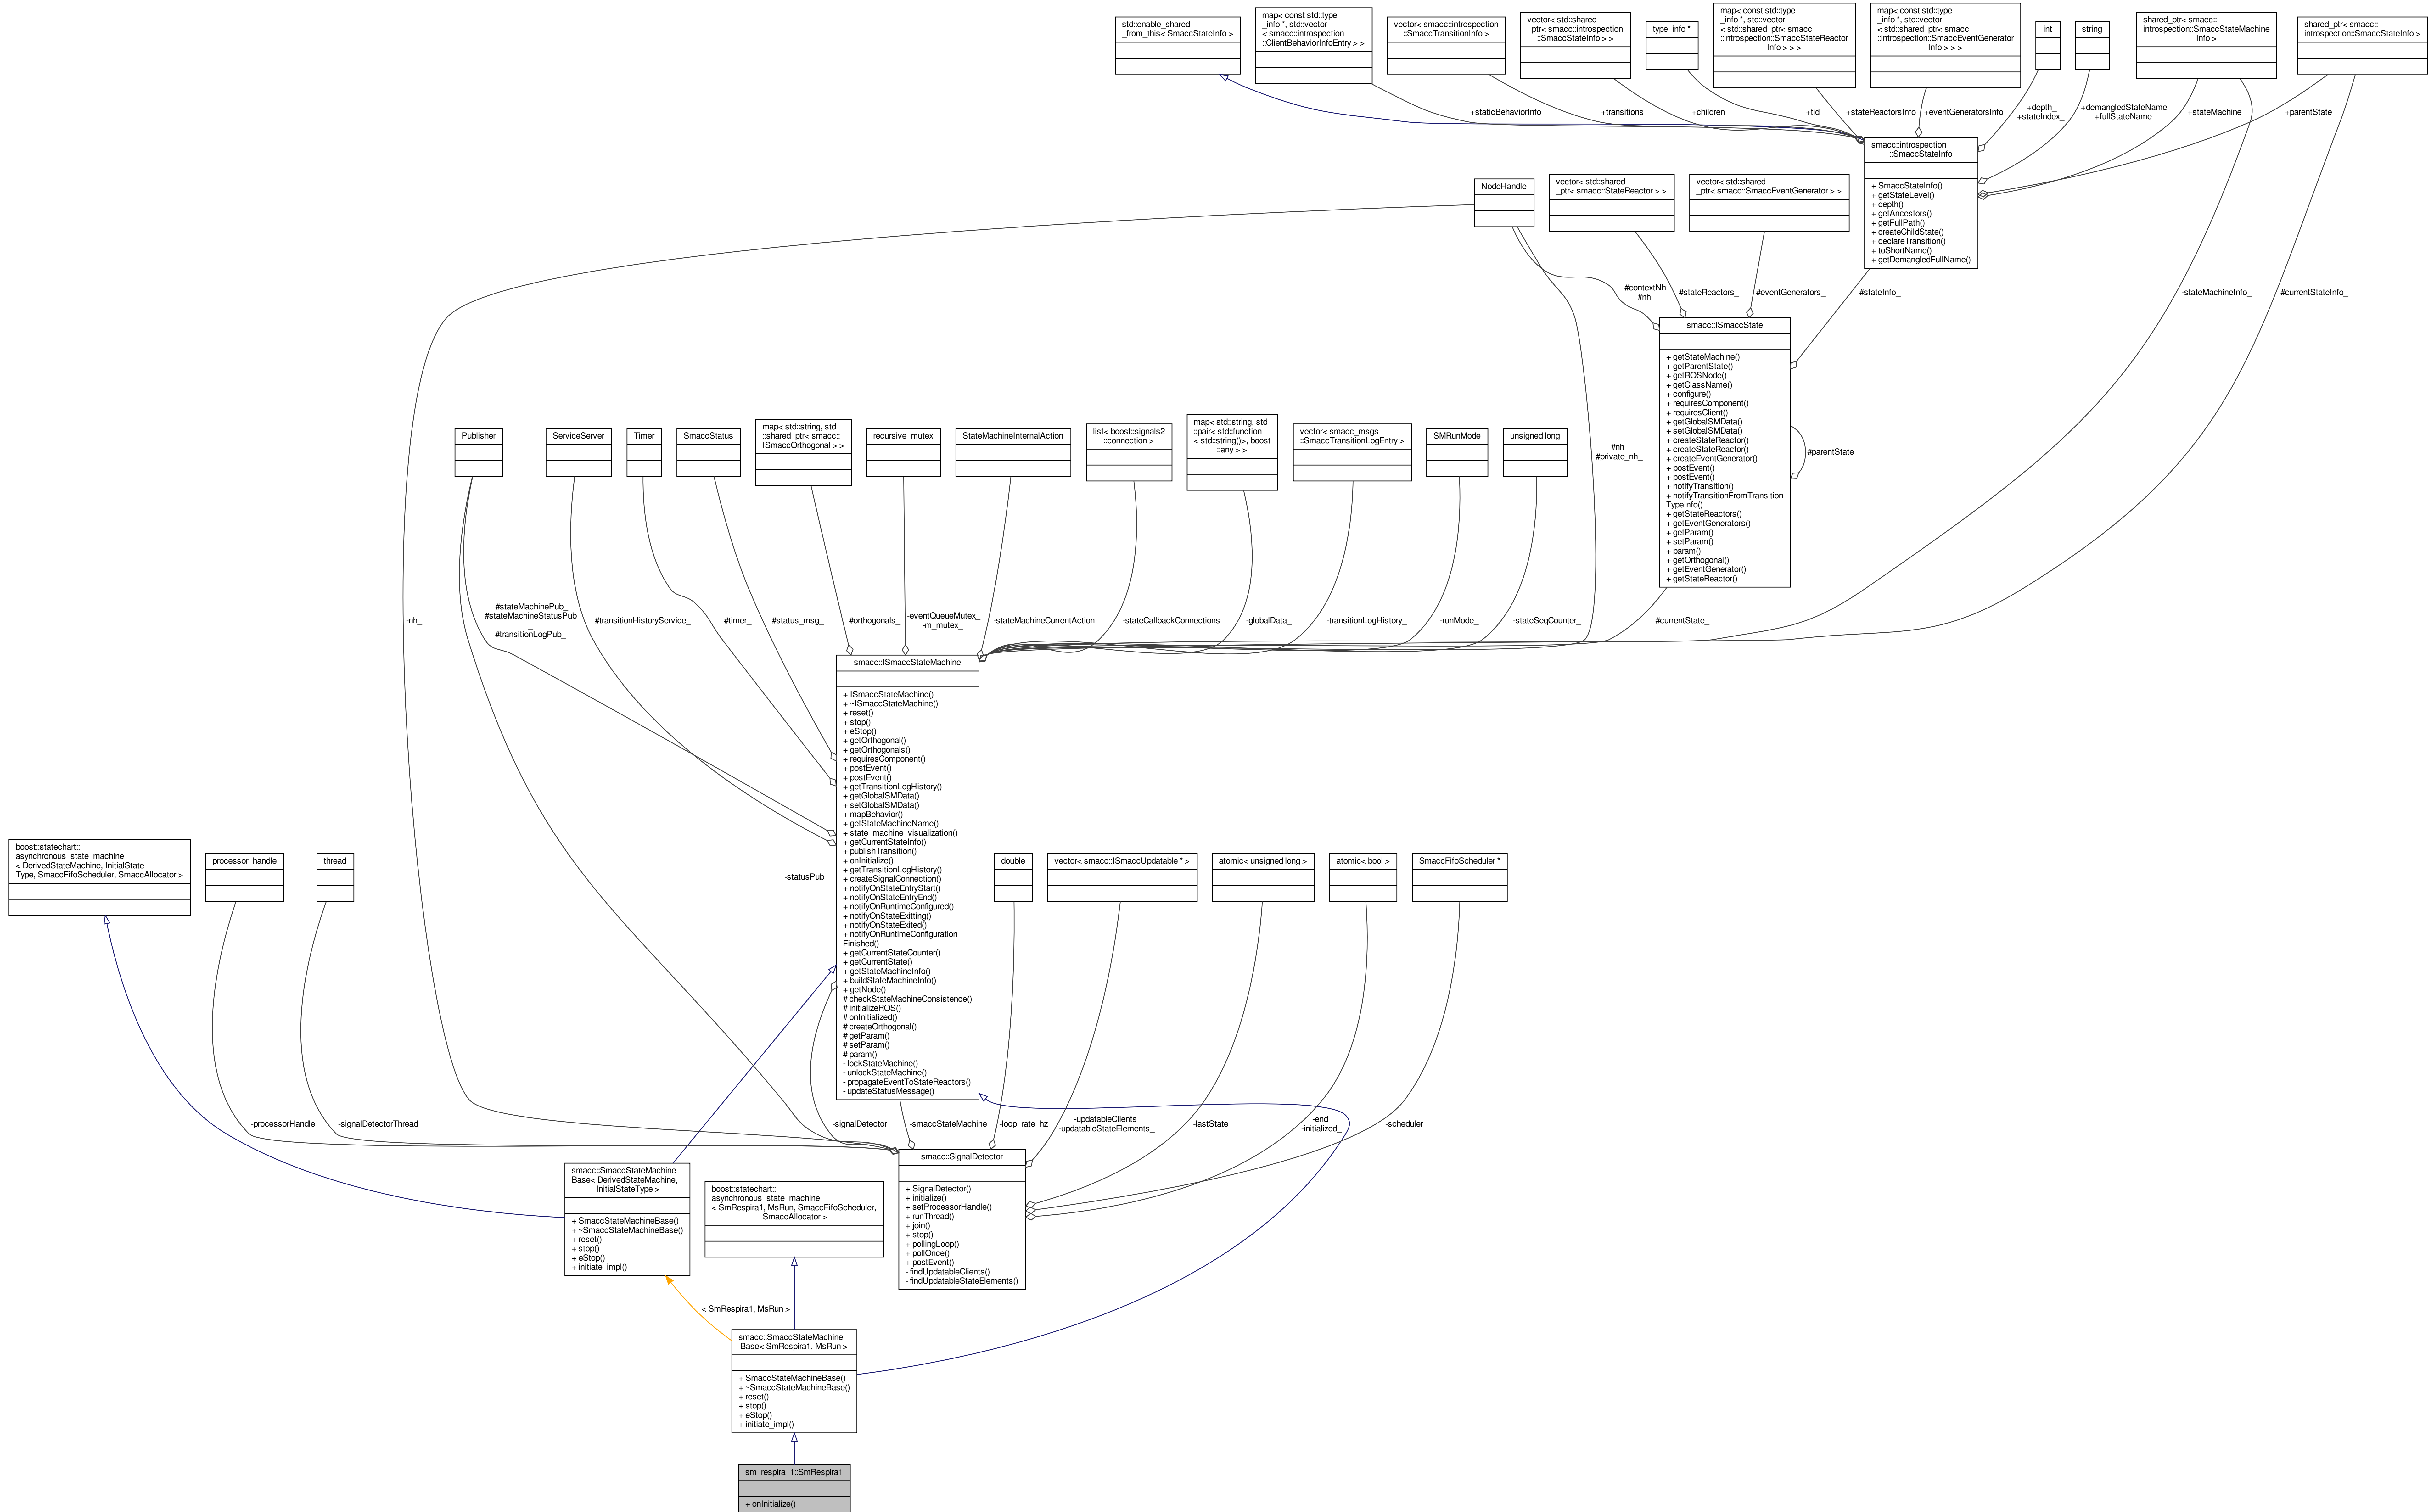 std::enable_shared
_from_this< SmaccStateInfo >
map< const std::type
_info *, std::vector
< smacc::introspection
::ClientBehaviorInfoEntry > >
vector< smacc::introspection
::SmaccTransitionInfo >
vector< std::shared
_ptr< smacc::introspection
::SmaccStateInfo > >
type_info *
map< const std::type
_info *, std::vector
< std::shared_ptr< smacc
::introspection::SmaccStateReactor
Info > > >
map< const std::type
_info *, std::vector
< std::shared_ptr< smacc
::introspection::SmaccEventGenerator
Info > > >
int
string
shared_ptr< smacc::
introspection::SmaccStateMachine
Info >
shared_ptr< smacc::
introspection::SmaccStateInfo >
+staticBehaviorInfo
+transitions_
+children_
+tid_
+stateReactorsInfo
+eventGeneratorsInfo
+depth_
+stateIndex_
+demangledStateName
+fullStateName
+stateMachine_
+parentState_
smacc::introspection
::SmaccStateInfo
+ SmaccStateInfo()
+ getStateLevel()
+ depth()
+ getAncestors()
+ getFullPath()
+ createChildState()
+ declareTransition()
+ toShortName()
+ getDemangledFullName()
NodeHandle
vector< std::shared
_ptr< smacc::StateReactor > >
vector< std::shared
_ptr< smacc::SmaccEventGenerator > >
#contextNh
#nh
#stateReactors_
#eventGenerators_
#stateInfo_
-stateMachineInfo_
#currentStateInfo_
smacc::ISmaccState
+ getStateMachine()
+ getParentState()
+ getROSNode()
+ getClassName()
+ configure()
+ requiresComponent()
+ requiresClient()
+ getGlobalSMData()
+ setGlobalSMData()
+ createStateReactor()
+ createStateReactor()
+ createEventGenerator()
+ postEvent()
+ postEvent()
+ notifyTransition()
+ notifyTransitionFromTransition
TypeInfo()
+ getStateReactors()
+ getEventGenerators()
+ getParam()
+ setParam()
+ param()
+ getOrthogonal()
+ getEventGenerator()
+ getStateReactor()
#parentState_
Publisher
ServiceServer
Timer
SmaccStatus
map< std::string, std
::shared_ptr< smacc::
ISmaccOrthogonal > >
recursive_mutex
StateMachineInternalAction
list< boost::signals2
::connection >
map< std::string, std
::pair< std::function
< std::string()>, boost
::any > >
vector< smacc_msgs
::SmaccTransitionLogEntry >
SMRunMode
unsigned long
#nh_
#private_nh_
-nh_
#stateMachinePub_
#stateMachineStatusPub
_
#transitionLogPub_
#transitionHistoryService_
#timer_
#status_msg_
#orthogonals_
-eventQueueMutex_
-m_mutex_
-stateMachineCurrentAction
-stateCallbackConnections
-globalData_
-transitionLogHistory_
-runMode_
-stateSeqCounter_
#currentState_
smacc::ISmaccStateMachine
+ ISmaccStateMachine()
+ ~ISmaccStateMachine()
+ reset()
+ stop()
+ eStop()
+ getOrthogonal()
+ getOrthogonals()
+ requiresComponent()
+ postEvent()
+ postEvent()
+ getTransitionLogHistory()
+ getGlobalSMData()
+ setGlobalSMData()
+ mapBehavior()
+ getStateMachineName()
+ state_machine_visualization()
+ getCurrentStateInfo()
+ publishTransition()
+ onInitialize()
+ getTransitionLogHistory()
+ createSignalConnection()
+ notifyOnStateEntryStart()
+ notifyOnStateEntryEnd()
+ notifyOnRuntimeConfigured()
+ notifyOnStateExitting()
+ notifyOnStateExited()
+ notifyOnRuntimeConfiguration
Finished()
+ getCurrentStateCounter()
+ getCurrentState()
+ getStateMachineInfo()
+ buildStateMachineInfo()
+ getNode()
# checkStateMachineConsistence()
# initializeROS()
# onInitialized()
# createOrthogonal()
# getParam()
# setParam()
# param()
- lockStateMachine()
- unlockStateMachine()
- propagateEventToStateReactors()
- updateStatusMessage()
boost::statechart::
asynchronous_state_machine
< DerivedStateMachine, InitialState
Type, SmaccFifoScheduler, SmaccAllocator >
processor_handle
thread
-statusPub_
double
vector< smacc::ISmaccUpdatable * >
atomic< unsigned long >
atomic< bool >
SmaccFifoScheduler *
-processorHandle_
-signalDetectorThread_
-signalDetector_
-smaccStateMachine_
-loop_rate_hz
-updatableClients_
-updatableStateElements_
-lastState_
-end_
-initialized_
-scheduler_
smacc::SignalDetector
+ SignalDetector()
+ initialize()
+ setProcessorHandle()
+ runThread()
+ join()
+ stop()
+ pollingLoop()
+ pollOnce()
+ postEvent()
- findUpdatableClients()
- findUpdatableStateElements()
smacc::SmaccStateMachine
Base< DerivedStateMachine,
InitialStateType >
+ SmaccStateMachineBase()
+ ~SmaccStateMachineBase()
+ reset()
+ stop()
+ eStop()
+ initiate_impl()
boost::statechart::
asynchronous_state_machine
< SmRespira1, MsRun, SmaccFifoScheduler,
SmaccAllocator >
< SmRespira1, MsRun >
smacc::SmaccStateMachine
Base< SmRespira1, MsRun >
+ SmaccStateMachineBase()
+ ~SmaccStateMachineBase()
+ reset()
+ stop()
+ eStop()
+ initiate_impl()
sm_respira_1::SmRespira1
+ onInitialize()